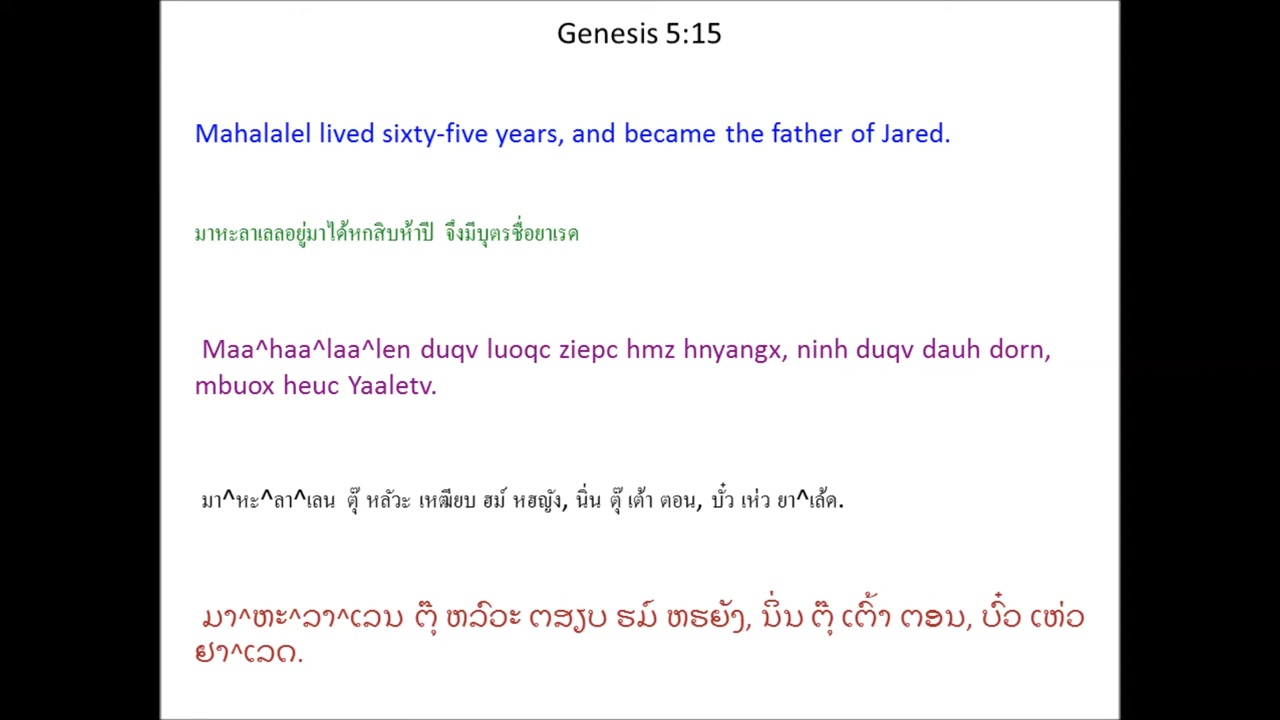 Genesis 5:15
Mahalalel lived sixty-five years, and became the father of Jared.
มาหะลาเลลอยู่มาได้หกสิบห้าปี จึงมีบุตรชื่อยาเรด
Maa^haa^laa^len duqv luoqc ziepc hmz hnyangx, ninh duqv dauh dorn,
mbuox heuc Yaaletv.
มา^หะ^ลา^เลน ตุ๊ หลัวะ เหฒียบ ฮม์ หฮญัง, นิ่น ตุ๊ เต้า ตอน, บั๋ว เห่ว ยา^เล้ด.
ມາ^ຫະ^ລາ^ເລນ ຕຸ໊ ຫລົວະ ຕສຽບ ຮມ໌ ຫຮຍັງ, ນິ່ນ ຕຸ໊ ເຕົ້າ ຕອນ, ບົ໋ວ ເຫ່ວ
ຢາ^ເລດ.